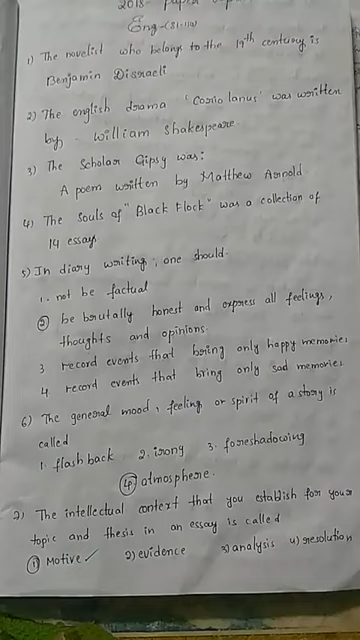 2018- paper
Eng-(81-110)
1) The novelist who belongs to the 19th century is
Benjamin Disraeli
2) The english drama 'Coriolanus' was written
by William Shakespeare.
3) The Scholar Gipsy was:
A poem written by Matthew Arnold
4) The Souls of "Black Flock" was a collection of
14 essays
5) In diary writing, one should-
1. not be factual
② be brutally honest and express all feelings,
thoughts and opinions.
3 record events that bring only happy memories
4 record events that bring only sad memories.
6) The general mood, feeling or spirit of a story is
called
1. flashback 2. irony 3. foreshadowing
④ atmosphere.
7) The intellectual context that you establish for your
topic and thesis in an essay is called
① Motive ✓ 2) evidence 3) analysis 4) resolution